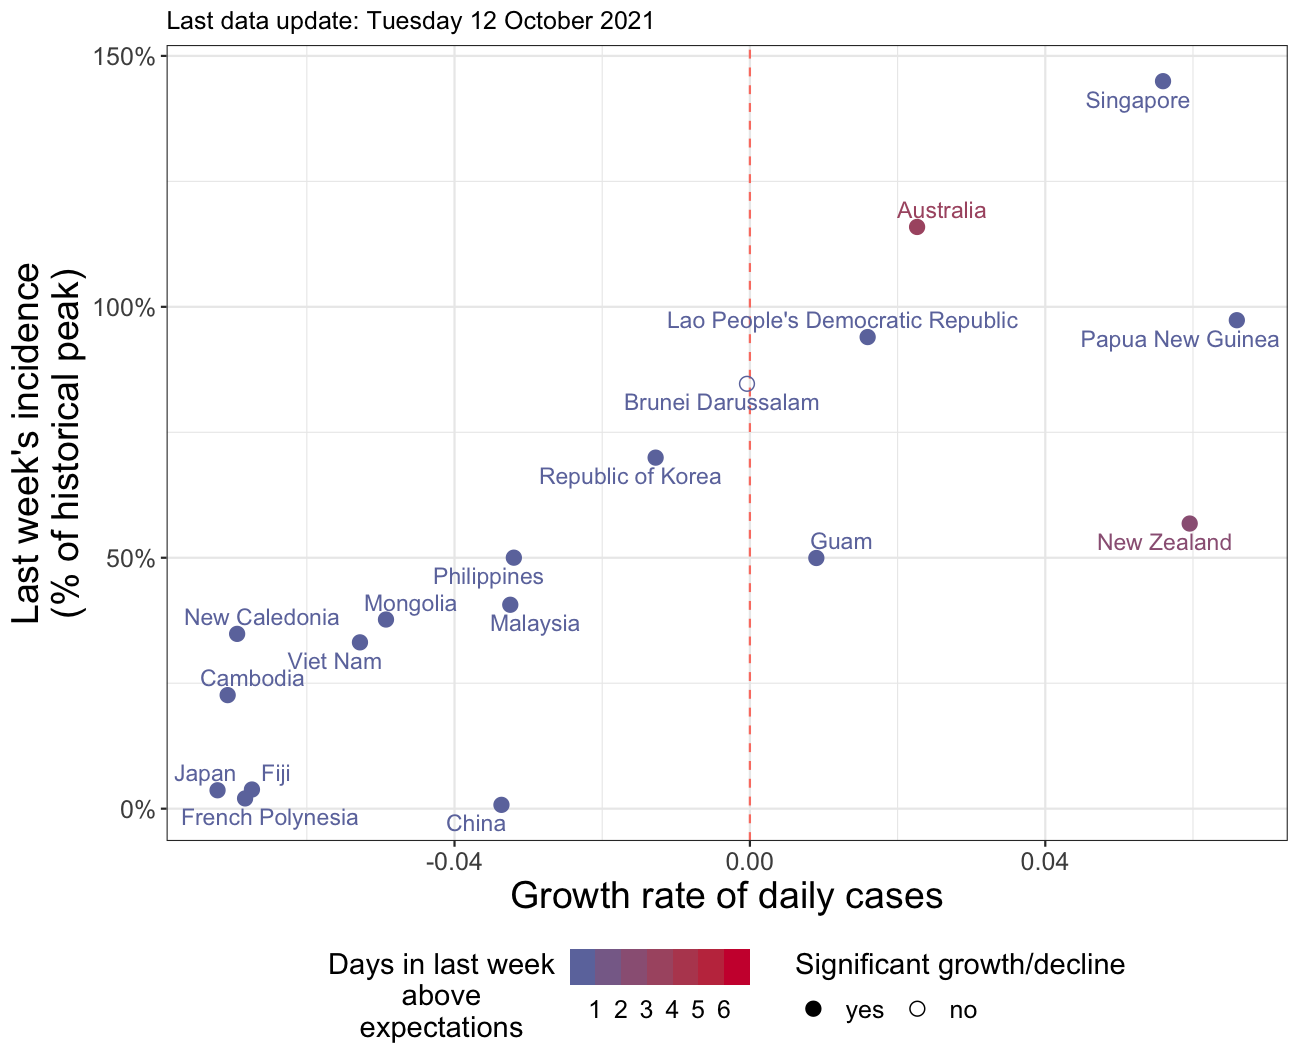 Last data update: Tuesday 12 October 2021
150%
Singapore
Australia
Last week's incidence
(% of historical peak)
100%
Lao People's Democratic Republic
Papua New Guinea
Brunei Darussalam
Republic of Korea
Guam
New Zealand
50%
Philippines
Mongolia
New Caledonia
Malaysia
Viet Nam
Cambodia
Japan
Fiji
0%
French Polynesia
China
-0.04
0.00
0.04
Growth rate of daily cases
Days in last week
above
expectations
1 2 3 4 5 6
Significant growth/decline
yes
no